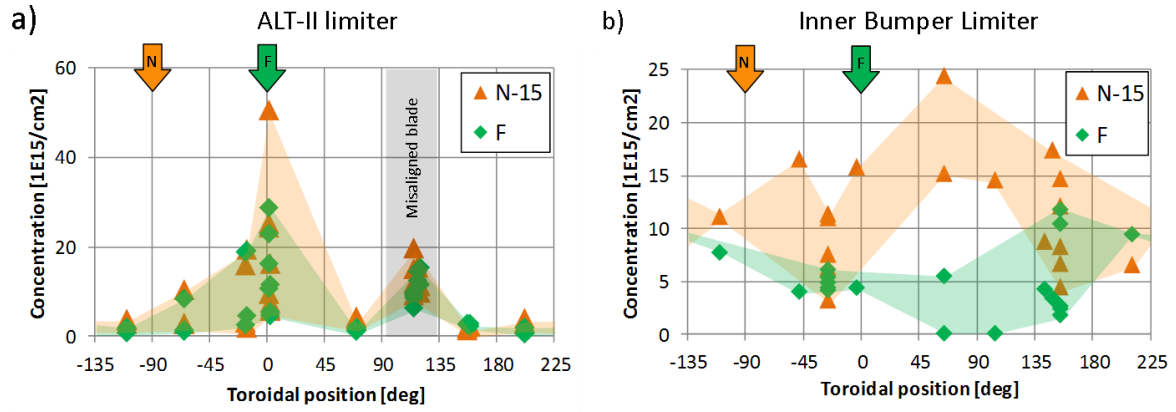 a)
ALT-II limiter
N
F
60
40
20
0
Concentration [1E15/cm2]
N-15
F
Misaligned blade
-135 -90 -45 0 45 90 135 180 225
Toroidal position [deg]
b)
Inner Bumper Limiter
N
F
25
20
15
10
5
0
Concentration [1E15/cm2]
N-15
F
-135 -90 -45 0 45 90 135 180 225
Toroidal position [deg]